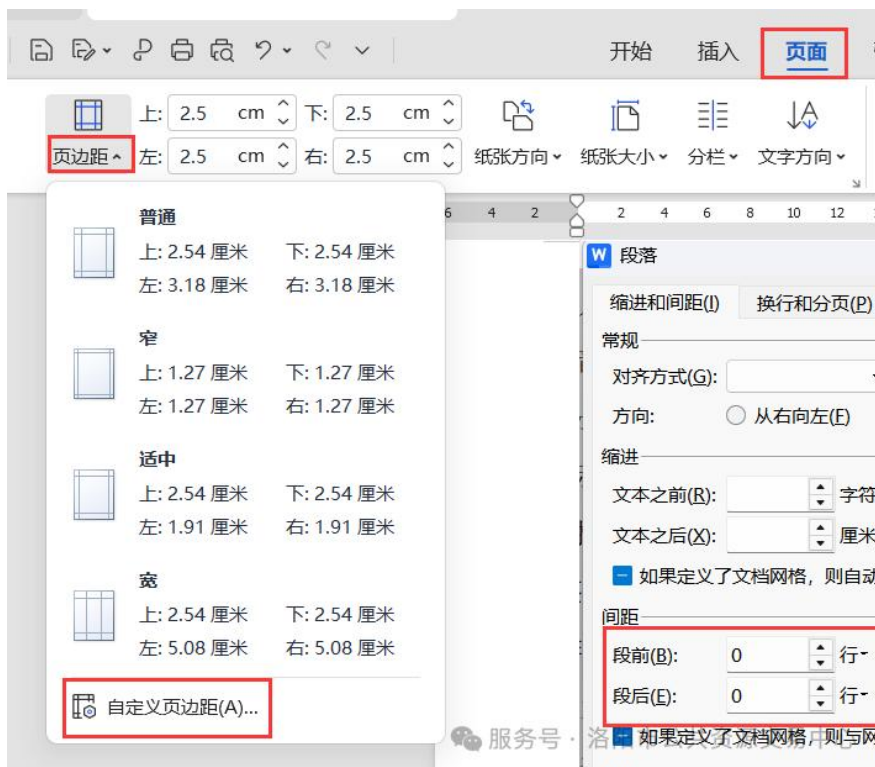 开始 插入 页面
上: 2.5 cm 下: 2.5 cm
页边距 左: 2.5 cm 右: 2.5 cm 纸张方向 纸张大小 分栏 文字方向
6 4 2 2 4 6 8 10 12
普通
上: 2.54 厘米 下: 2.54 厘米
左: 3.18 厘米 右: 3.18 厘米
窄
上: 1.27 厘米 下: 1.27 厘米
左: 1.27 厘米 右: 1.27 厘米
适中
上: 2.54 厘米 下: 2.54 厘米
左: 1.91 厘米 右: 1.91 厘米
宽
上: 2.54 厘米 下: 2.54 厘米
左: 5.08 厘米 右: 5.08 厘米
自定义页边距(A)...
W 段落
缩进和间距(I) 换行和分页(P)
常规
对齐方式(G):
方向: 从右向左(F)
缩进
文本之前(R): 字符
文本之后(X): 厘米
如果定义了文档网格，则自动
间距
段前(B): 0 行
段后(E): 0 行
如果定义了文档网格，则与网
服务号 · 洛